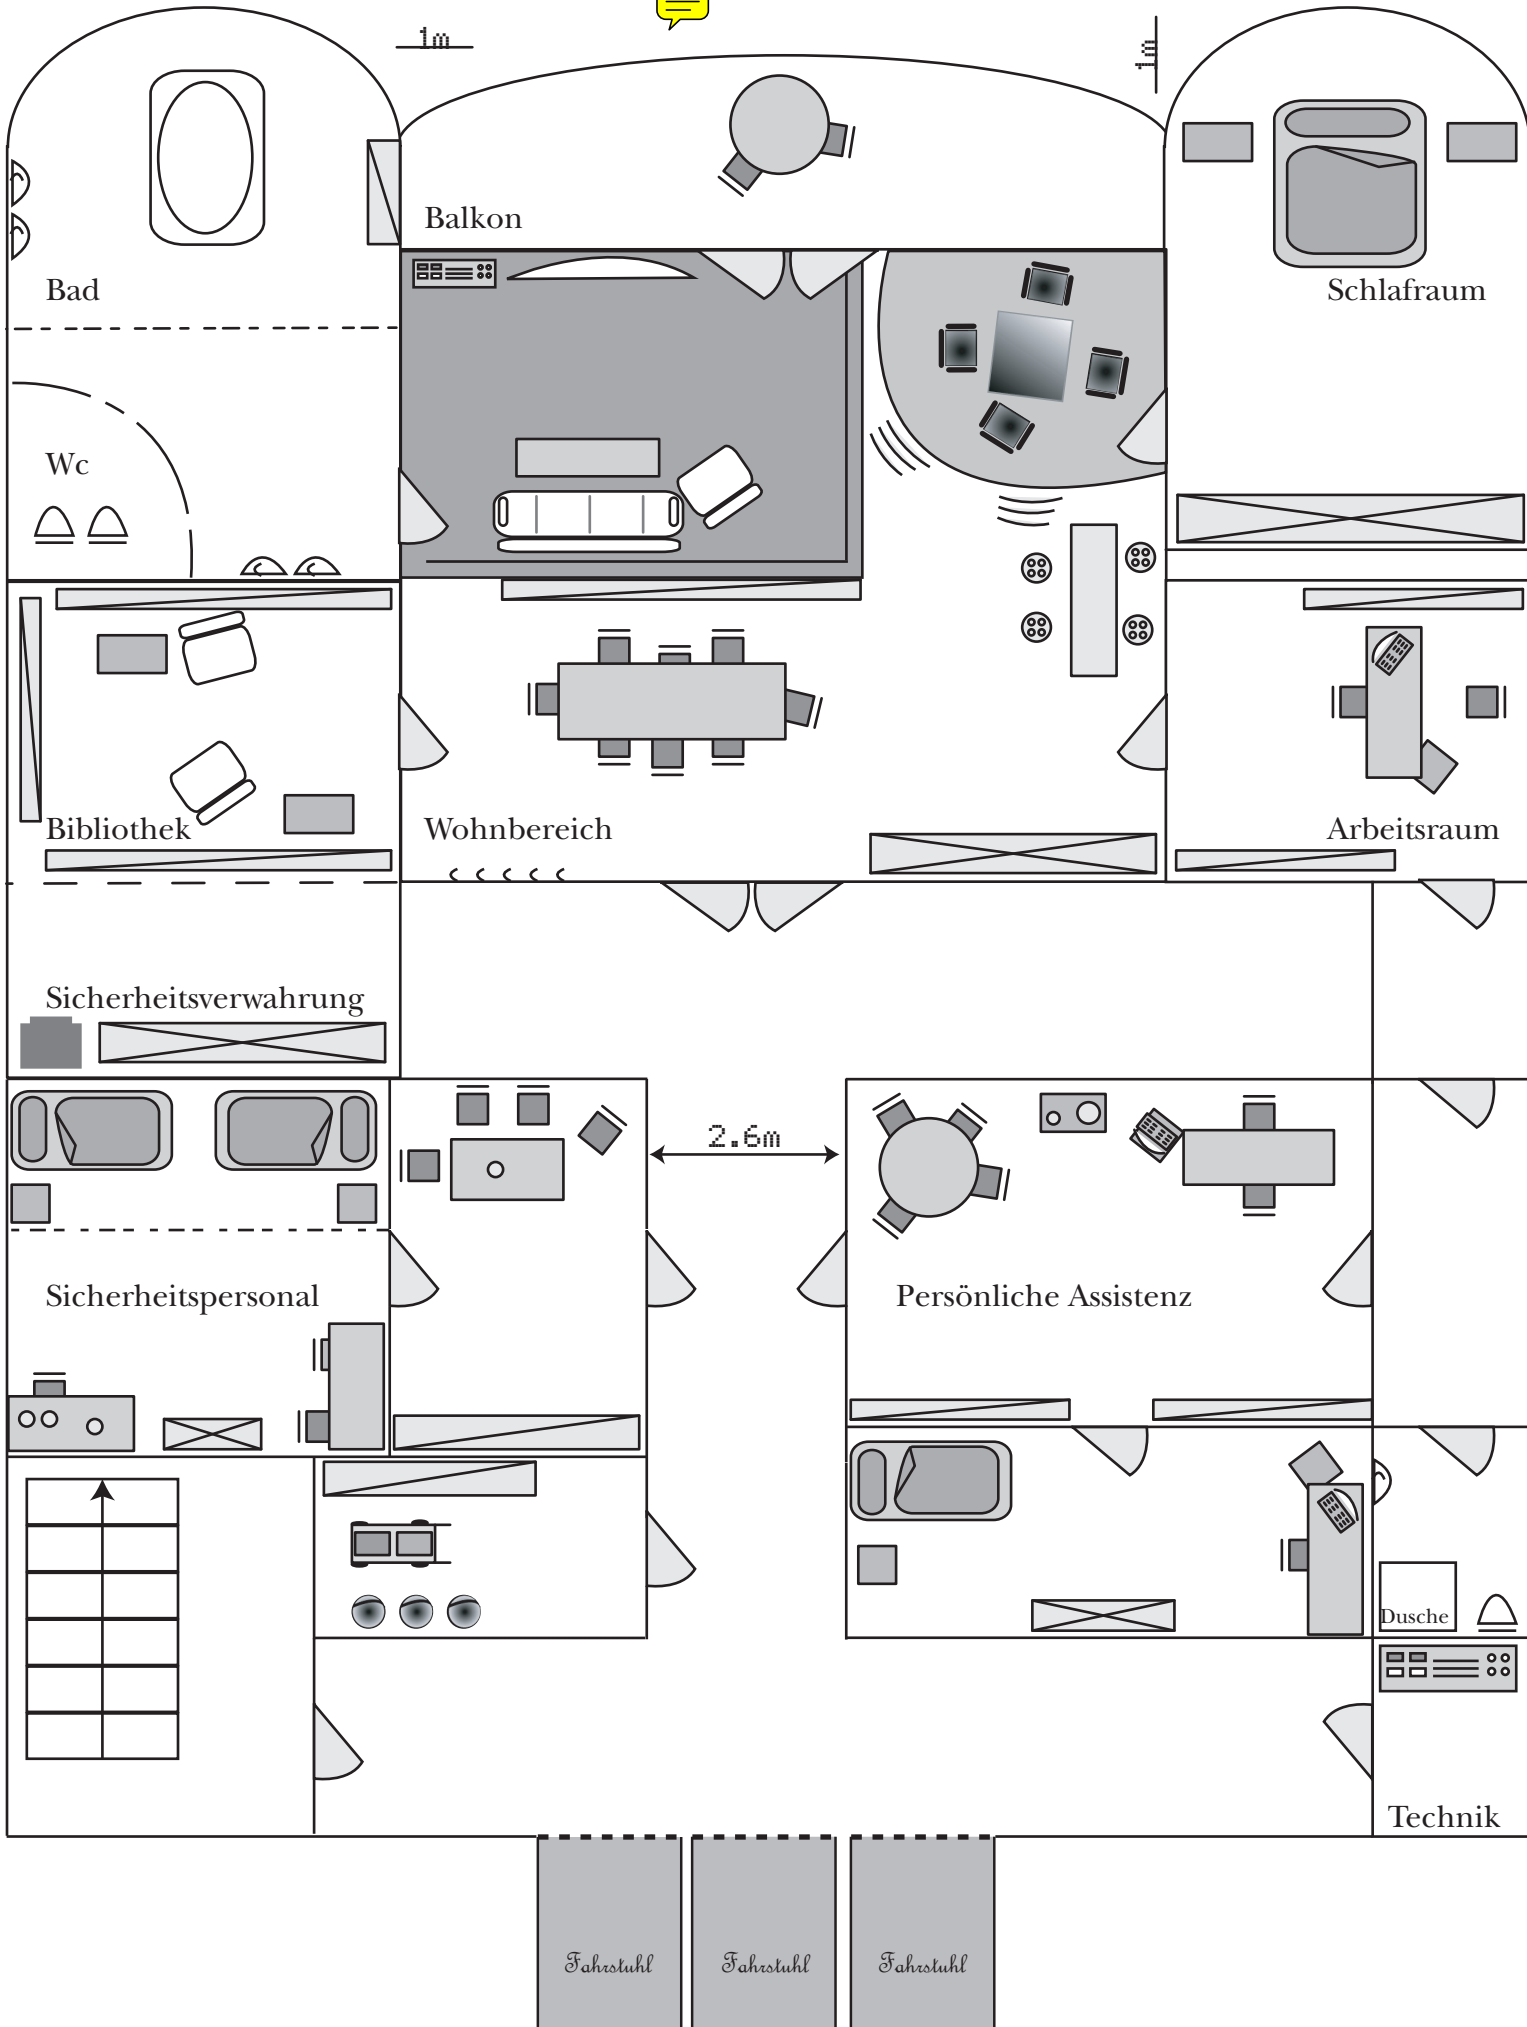 1m
1m
Balkon
Bad
Schlafraum
Wc
Bibliothek
Wohnbereich
Arbeitsraum
Sicherheitsverwahrung
2.6m
Sicherheitspersonal
Persönliche Assistenz
Dusche
Technik
Fahrstuhl
Fahrstuhl
Fahrstuhl